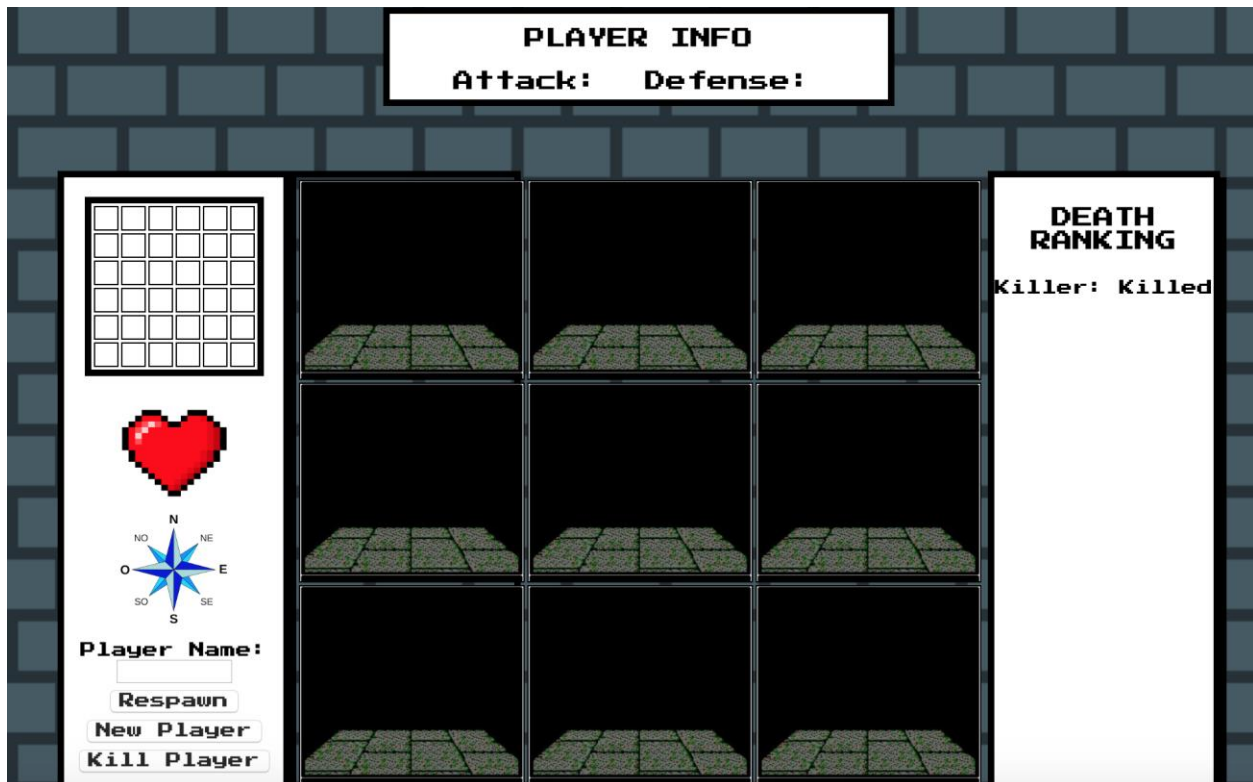 PLAYER INFO
Attack: Defense:
N
NO NE
O E
SO SE
S
Player Name:
Respawn
New Player
Kill Player
DEATH
RANKING
Killer: Killed